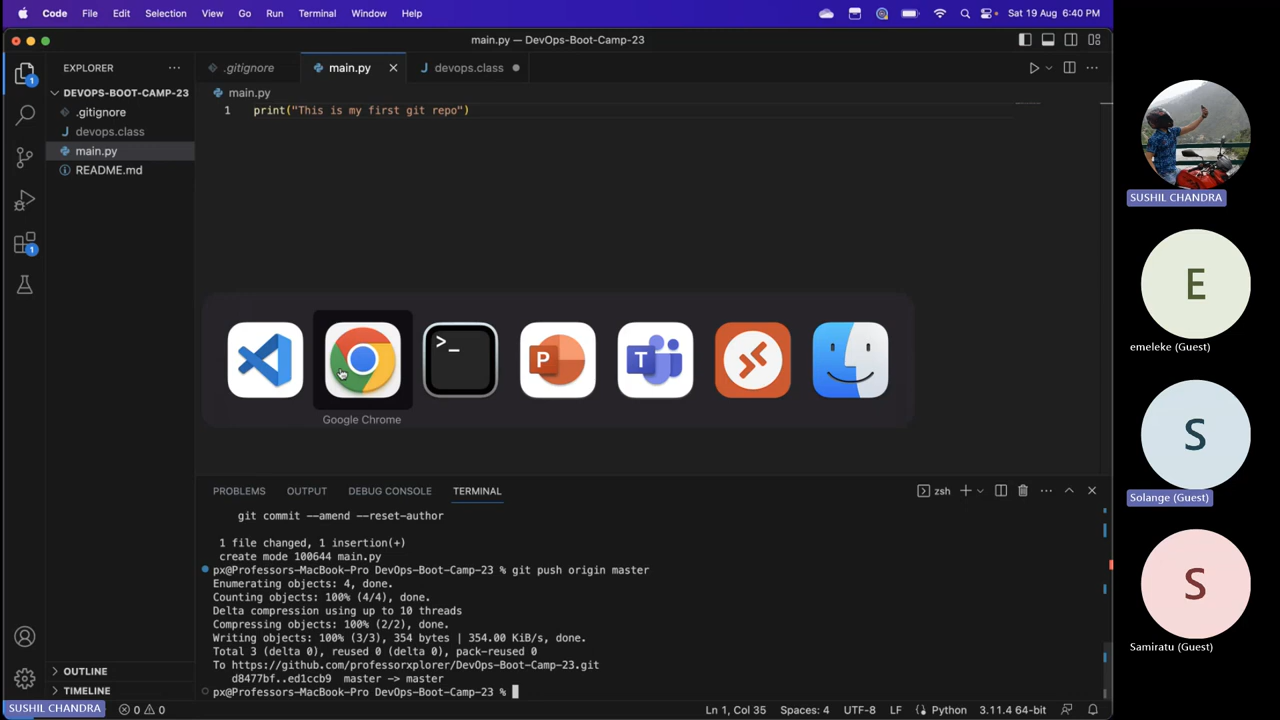 Code File Edit Selection View Go Run Terminal Window Help Sat 19 Aug 6:40 PM
main.py — DevOps-Boot-Camp-23
EXPLORER
.gitignore
main.py
devops.class
DEVOPS-BOOT-CAMP-23
.gitignore
devops.class
main.py
README.md
main.py
1 print("This is my first git repo")
1
1
>_
P
T
Google Chrome
PROBLEMS OUTPUT DEBUG CONSOLE TERMINAL
zsh
git commit --amend --reset-author
1 file changed, 1 insertion(+)
create mode 100644 main.py
px@Professors-MacBook-Pro DevOps-Boot-Camp-23 % git push origin master
Enumerating objects: 4, done.
Counting objects: 100% (4/4), done.
Delta compression using up to 10 threads
Compressing objects: 100% (2/2), done.
Writing objects: 100% (3/3), 354 bytes | 354.00 KiB/s, done.
Total 3 (delta 0), reused 0 (delta 0), pack-reused 0
To https://github.com/professorxplorer/DevOps-Boot-Camp-23.git
d8477bf..ed1ccb9 master -> master
px@Professors-MacBook-Pro DevOps-Boot-Camp-23 %
OUTLINE
TIMELINE
SUSHIL CHANDRA
0 0
Ln 1, Col 35 Spaces: 4 UTF-8 LF Python 3.11.4 64-bit
SUSHIL CHANDRA
E
emeleke (Guest)
S
Solange (Guest)
S
Samiratu (Guest)